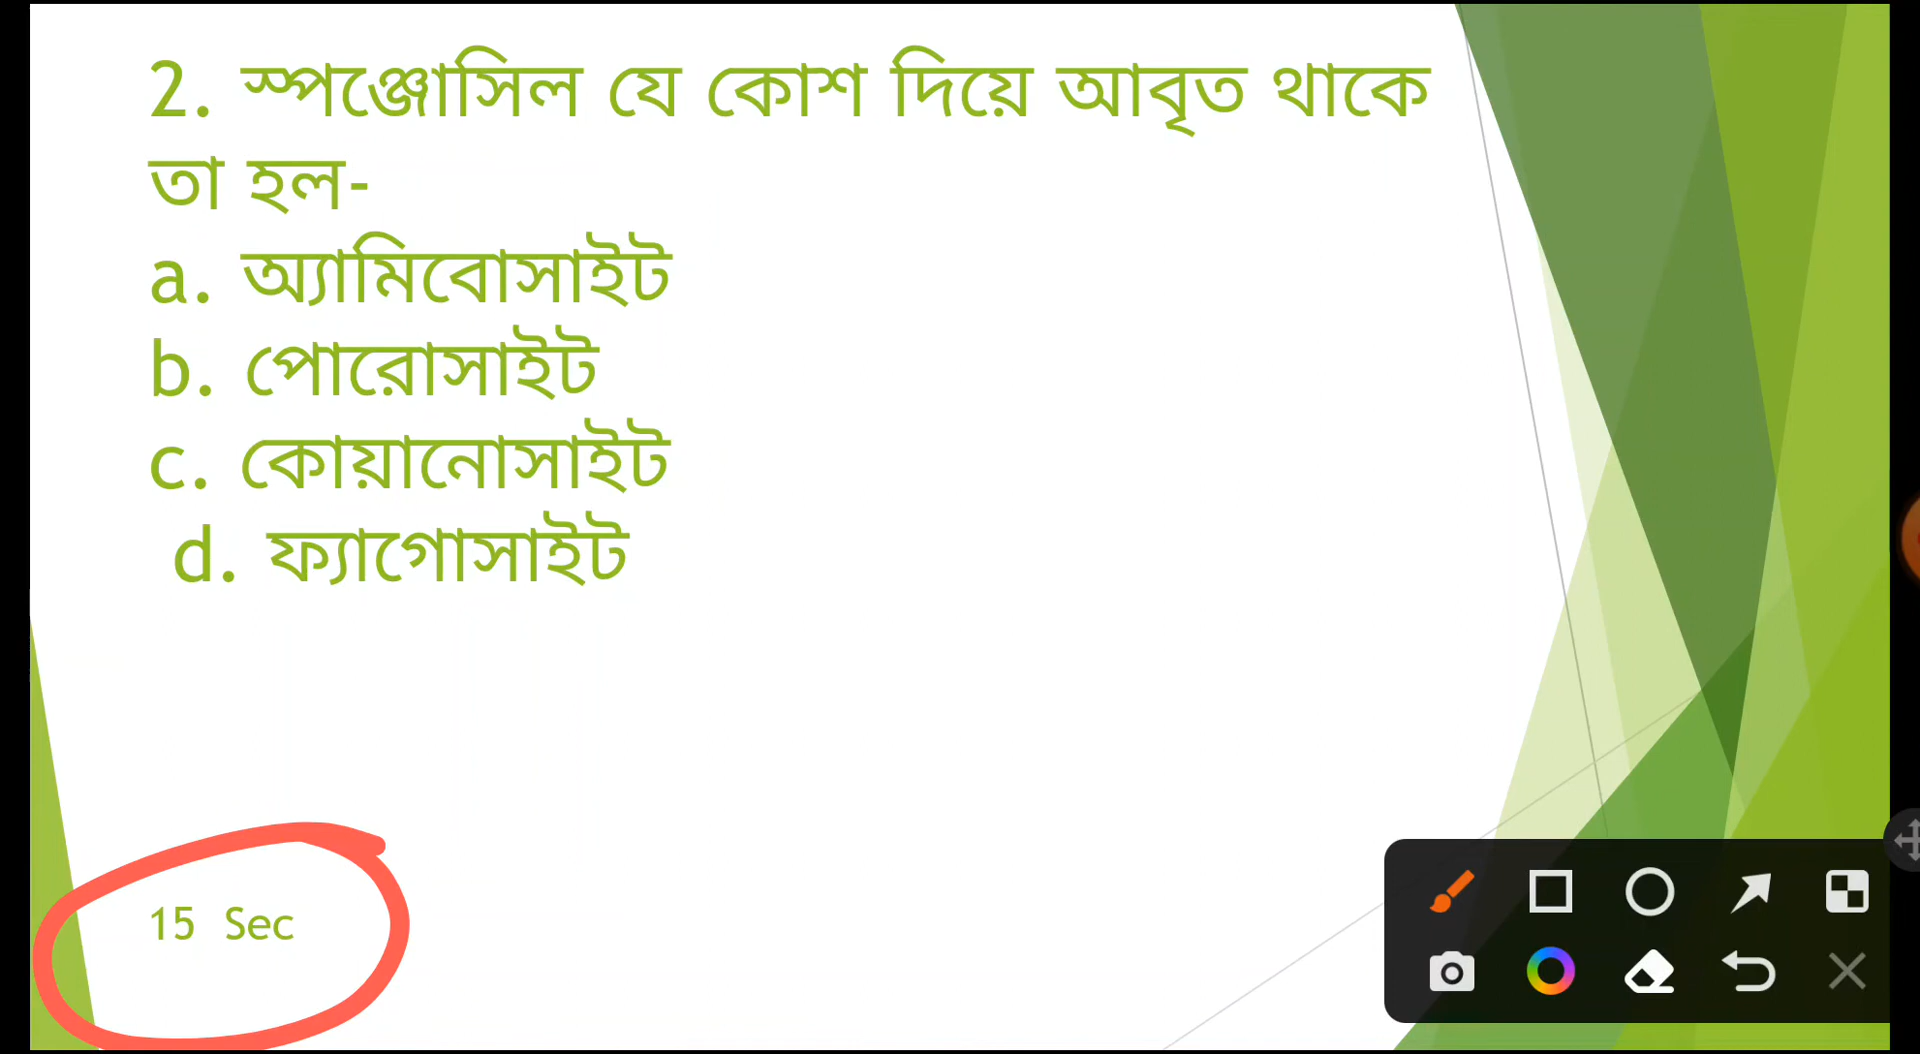 2. স্পঞ্জোসিল যে কোশ দিয়ে আবৃত থাকে
তা হল-
a. অ্যামিবোসাইট
b. পোরোসাইট
c. কোয়ানোসাইট
d. ফ্যাগোসাইট
15 Sec